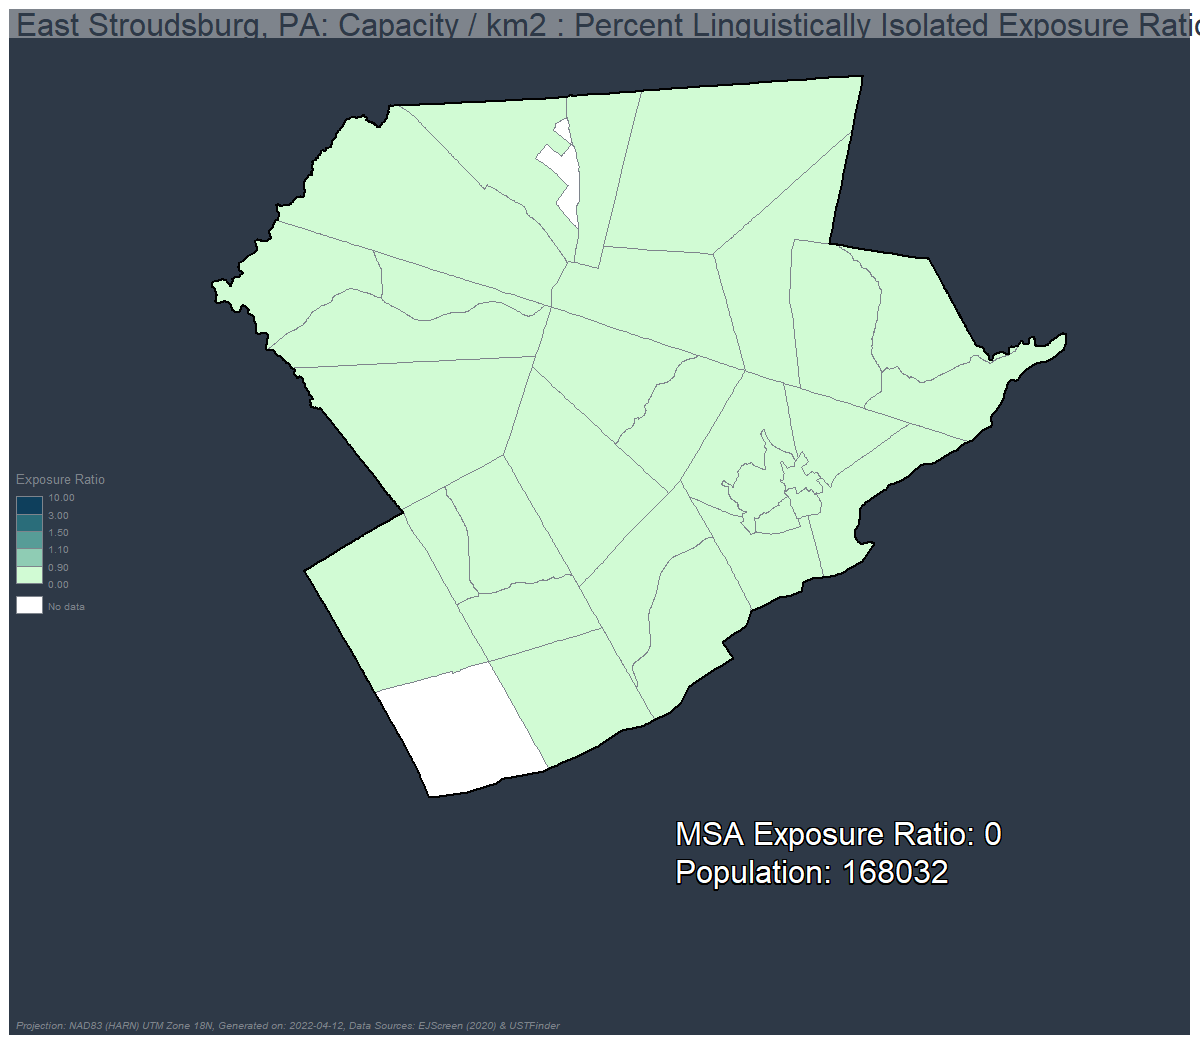 East Stroudsburg, PA: Capacity / km2 : Percent Linguistically Isolated Exposure Ratio
Exposure Ratio
10.00
3.00
1.50
1.10
0.90
0.00
No data
MSA Exposure Ratio: 0
Population: 168032
Projection: NAD83 (HARN) UTM Zone 18N, Generated on: 2022-04-12, Data Sources: EJScreen (2020) & USTFinder